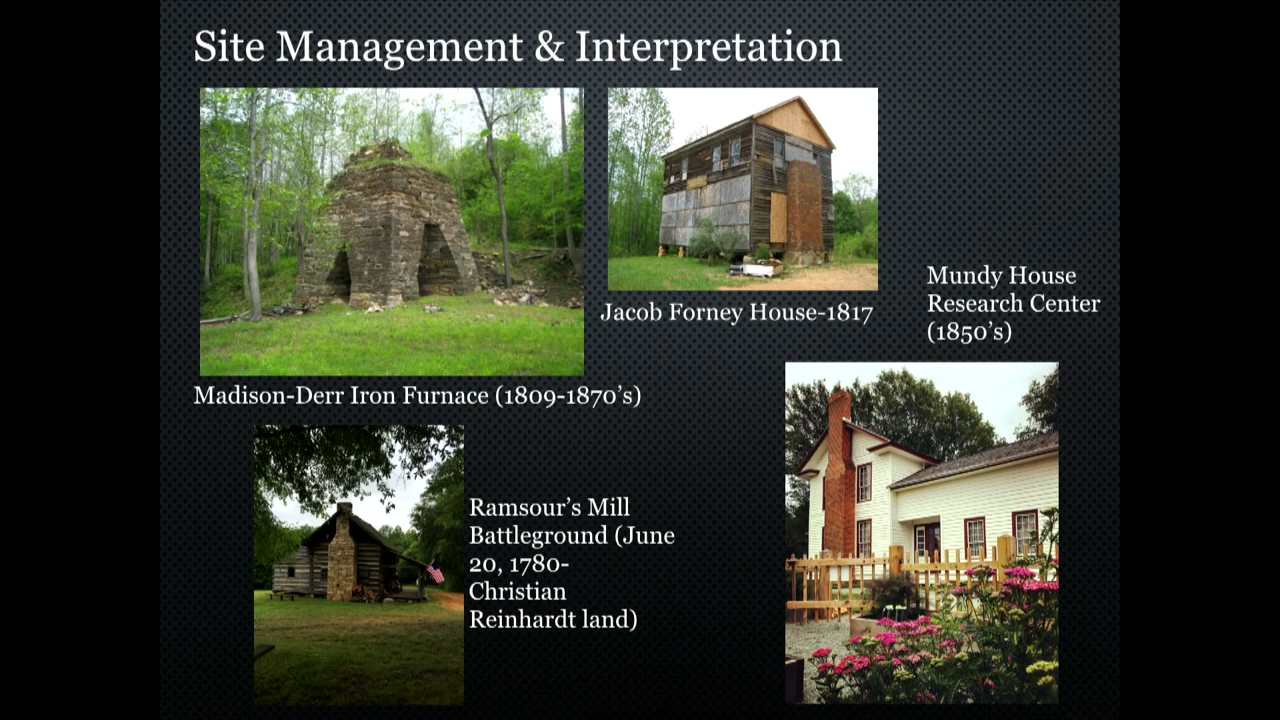 Site Management & Interpretation
Jacob Forney House-1817
Mundy House
Research Center
(1850's)
Madison-Derr Iron Furnace (1809-1870's)
Ramsour's Mill
Battleground (June
20, 1780-
Christian
Reinhardt land)